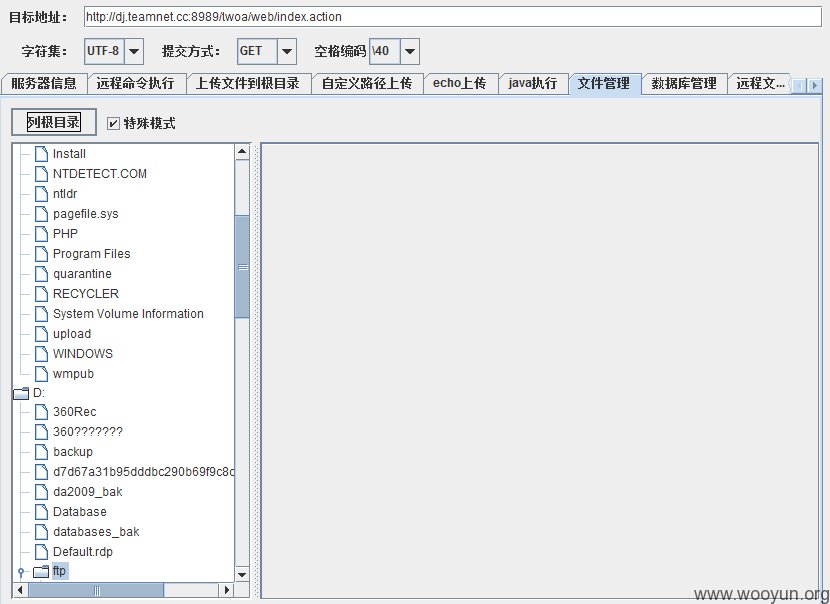 目标地址： http://dj.teamnet.cc:8989/twoa/web/index.action
字符集： UTF-8 提交方式： GET 空格编码 \40
服务器信息 远程命令执行 上传文件到根目录 自定义路径上传 echo上传 java执行 文件管理 数据库管理 远程文...
列根目录 特殊模式
Install
NTDETECT.COM
ntldr
pagefile.sys
PHP
Program Files
quarantine
RECYCLER
System Volume Information
upload
WINDOWS
wmpub
D:
360Rec
360???????
backup
d7d67a31b95dddbc290b69f9c8c
da2009_bak
Database
databases_bak
Default.rdp
ftp
www.wooyun.org